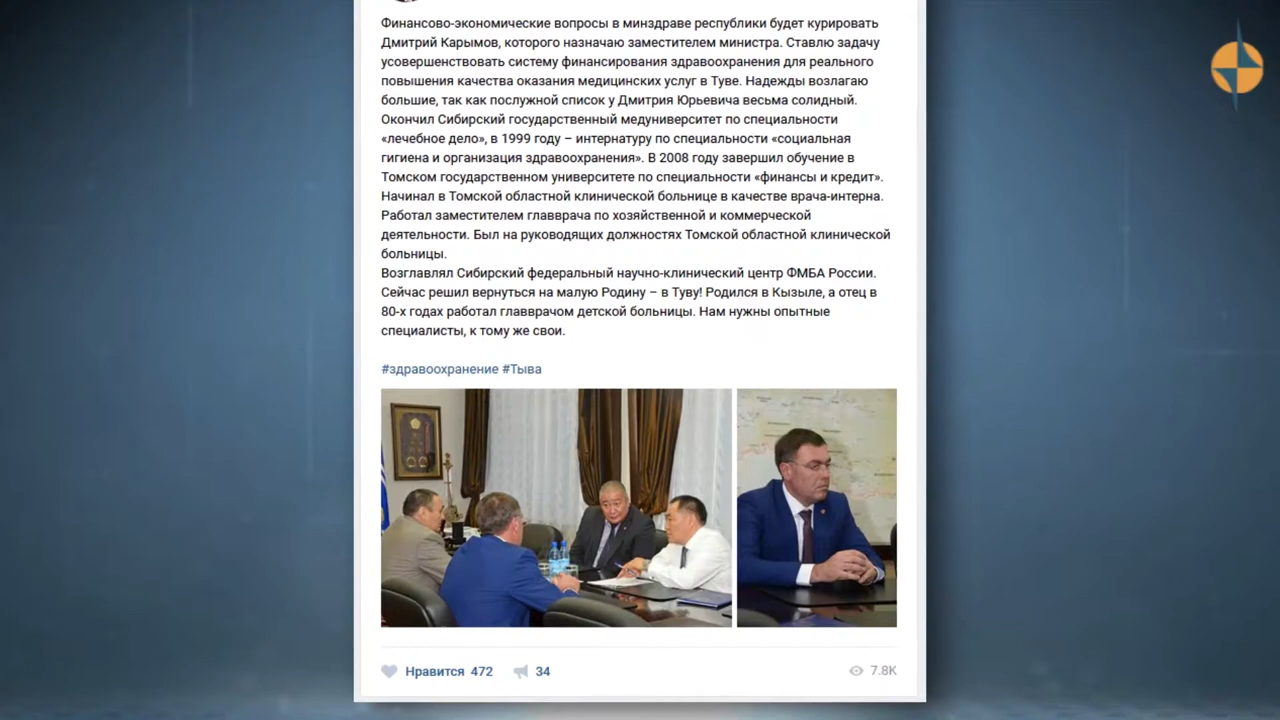 Финансово-экономические вопросы в минздраве республики будет курировать
Дмитрий Карымов, которого назначаю заместителем министра. Ставлю задачу
усовершенствовать систему финансирования здравоохранения для реального
повышения качества оказания медицинских услуг в Туве. Надежды возлагаю
большие, так как послужной список у Дмитрия Юрьевича весьма солидный.
Окончил Сибирский государственный медуниверситет по специальности
«лечебное дело», в 1999 году – интернатуру по специальности «социальная
гигиена и организация здравоохранения». В 2008 году завершил обучение в
Томском государственном университете по специальности «финансы и кредит».
Начинал в Томской областной клинической больнице в качестве врача-интерна.
Работал заместителем главврача по хозяйственной и коммерческой
деятельности. Был на руководящих должностях Томской областной клинической
больницы.
Возглавлял Сибирский федеральный научно-клинический центр ФМБА России.
Сейчас решил вернуться на малую Родину – в Туву! Родился в Кызыле, а отец в
80-х годах работал главврачом детской больницы. Нам нужны опытные
специалисты, к тому же свои.
#здравоохранение #Тыва
Нравится 472 34 7.8K